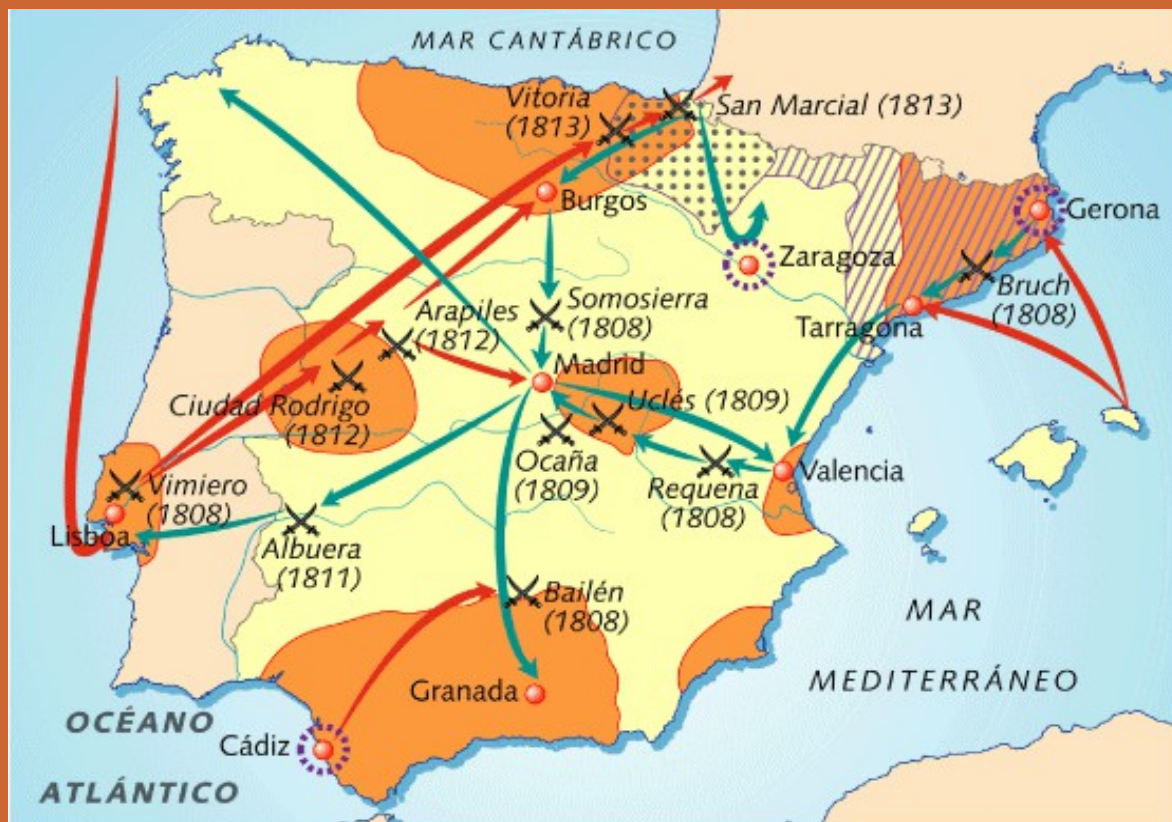 MAR CANTÁBRICO
Vitoria
(1813)
San Marcial (1813)
Burgos
Gerona
Zaragoza
Bruch
(1808)
Somosierra
(1808)
Tarragona
Arapiles
(1812)
Madrid
Ciudad Rodrigo
(1812)
Uclés (1809)
Ocaña
(1809)
Requena
(1808)
Valencia
Vimiero
(1808)
Lisboa
Albuera
(1811)
Bailén
(1808)
MAR
MEDITERRÁNEO
Granada
OCÉANO
ATLÁNTICO
Cádiz